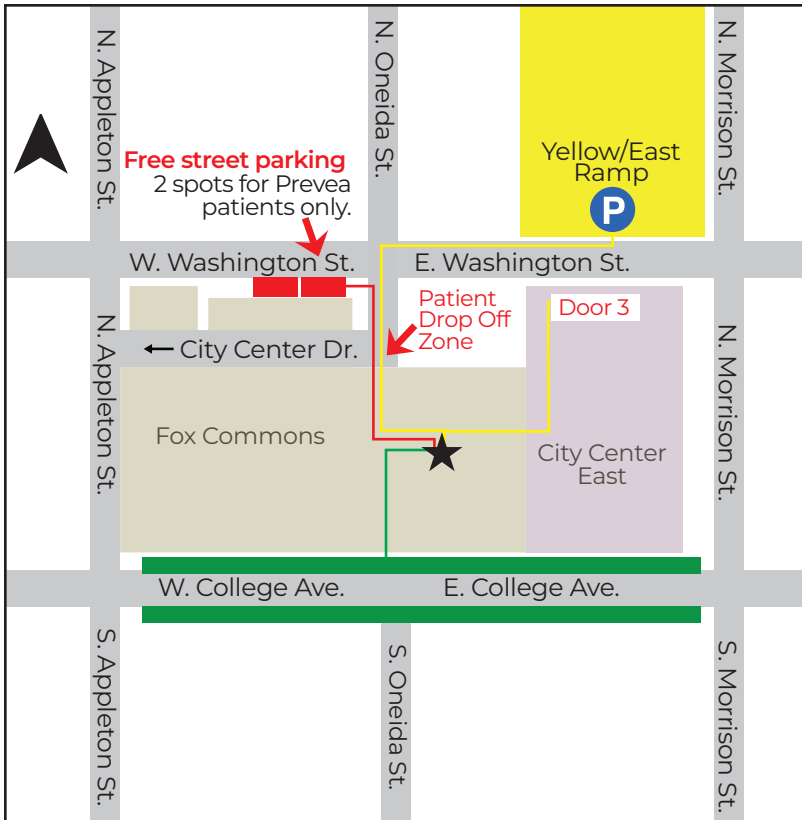 N. Appleton St.
N. Oneida St.
N. Morrison St.
Free street parking
2 spots for Prevea
patients only.
Yellow/East
Ramp
P
W. Washington St.
E. Washington St.
Patient
Drop Off
Zone
Door 3
City Center Dr.
N. Appleton St.
N. Morrison St.
Fox Commons
City Center
East
W. College Ave.
E. College Ave.
S. Appleton St.
S. Oneida St.
S. Morrison St.